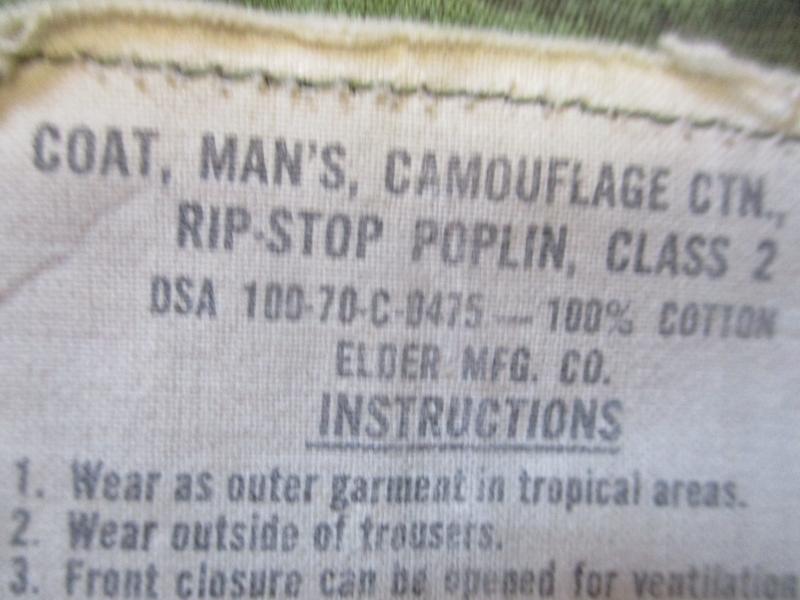 COAT, MAN'S, CAMOUFLAGE CTN.,
RIP-STOP POPLIN, CLASS 2
DSA 100-70-C-0475 — 100% COTTON
ELDER MFG. CO.
INSTRUCTIONS
1. Wear as outer garment in tropical areas.
2. Wear outside of trousers.
3. Front closure can be opened for ventilation